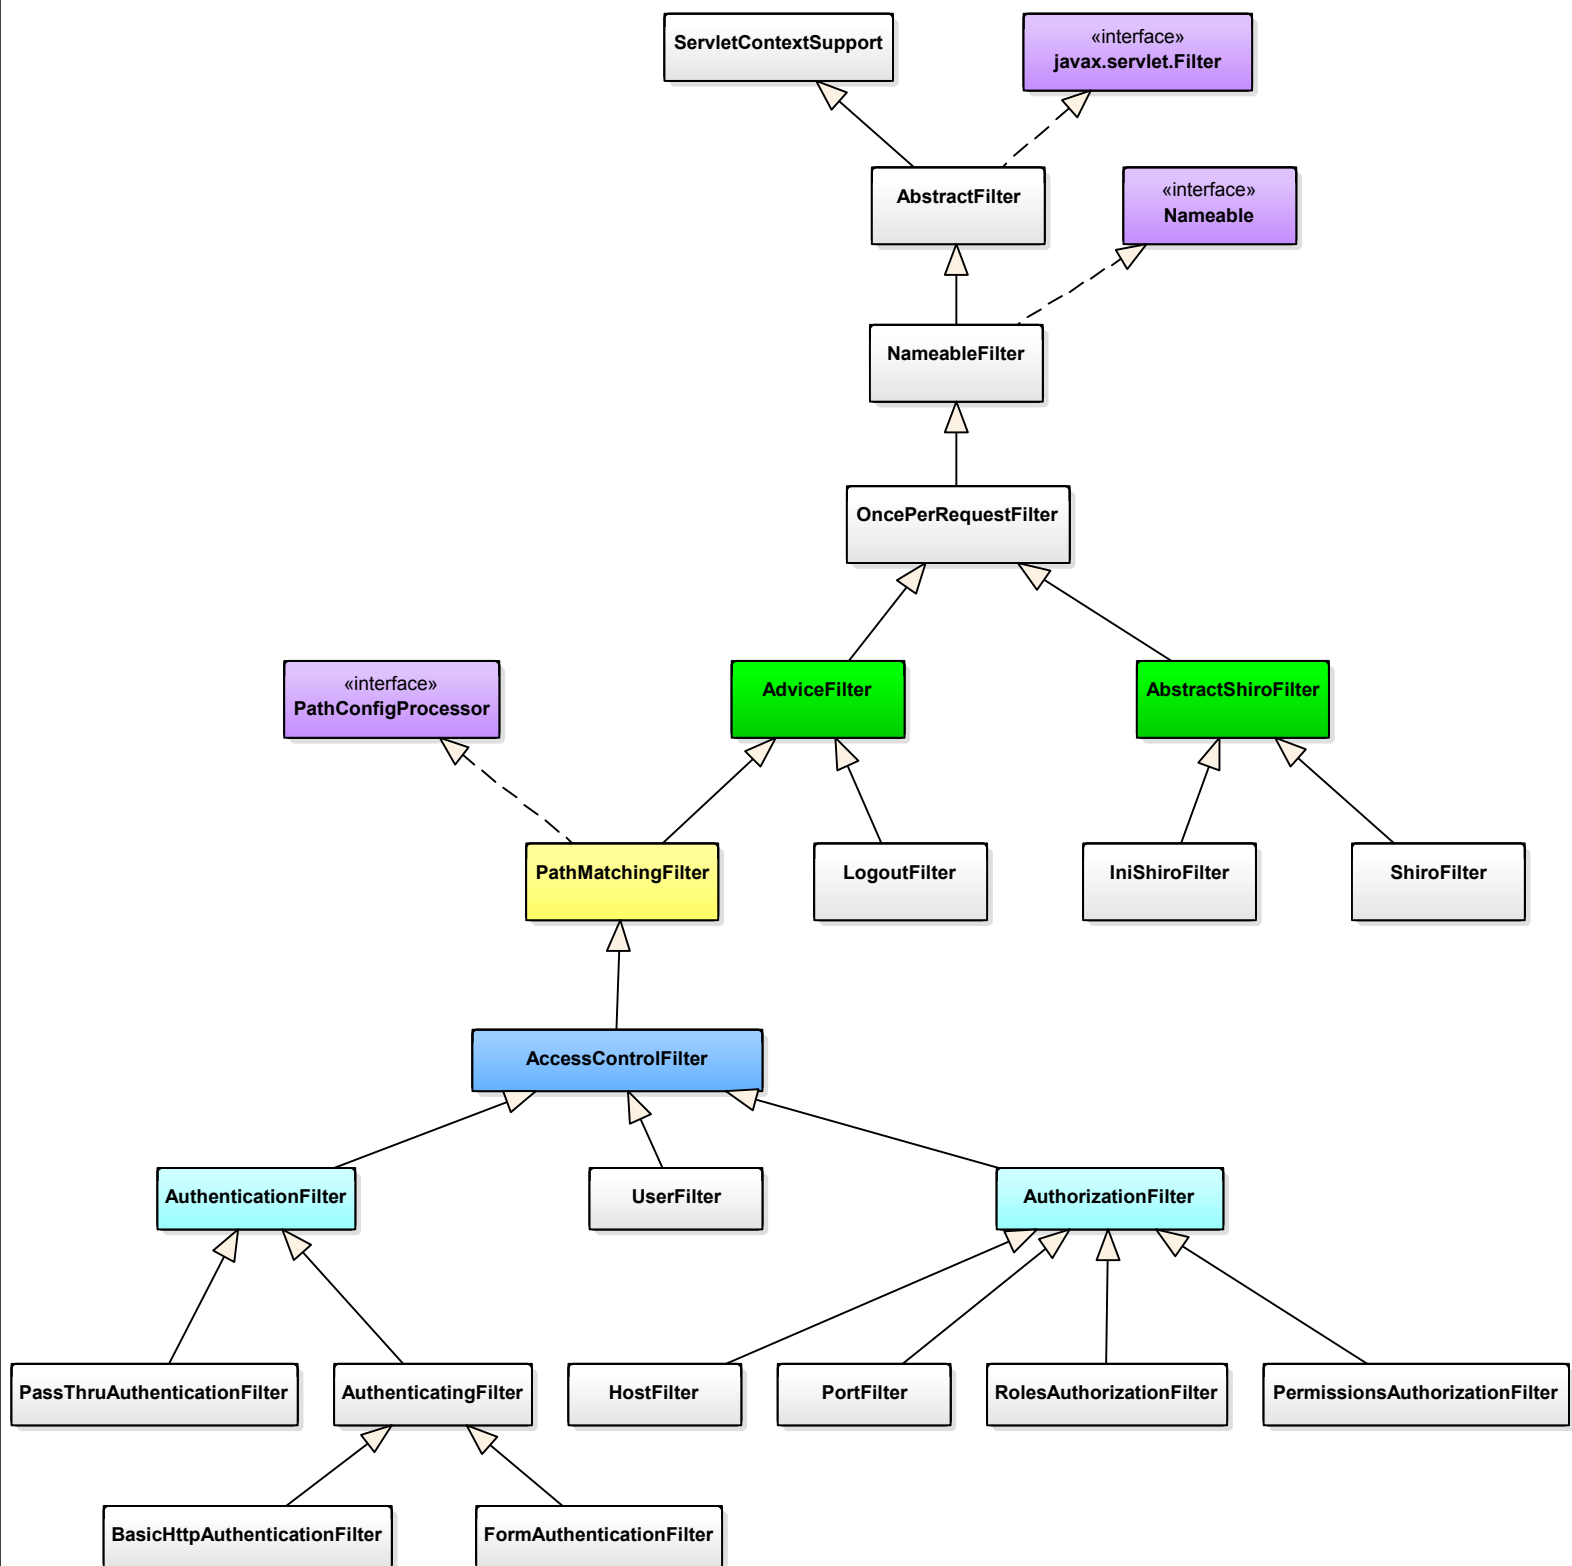 ServletContextSupport
«interface»
javax.servlet.Filter
AbstractFilter
«interface»
Nameable
NameableFilter
OncePerRequestFilter
«interface»
PathConfigProcessor
AdviceFilter
AbstractShiroFilter
PathMatchingFilter
LogoutFilter
IniShiroFilter
ShiroFilter
AccessControlFilter
AuthenticationFilter
UserFilter
AuthorizationFilter
PassThruAuthenticationFilter
AuthenticatingFilter
HostFilter
PortFilter
RolesAuthorizationFilter
PermissionsAuthorizationFilter
BasicHttpAuthenticationFilter
FormAuthenticationFilter